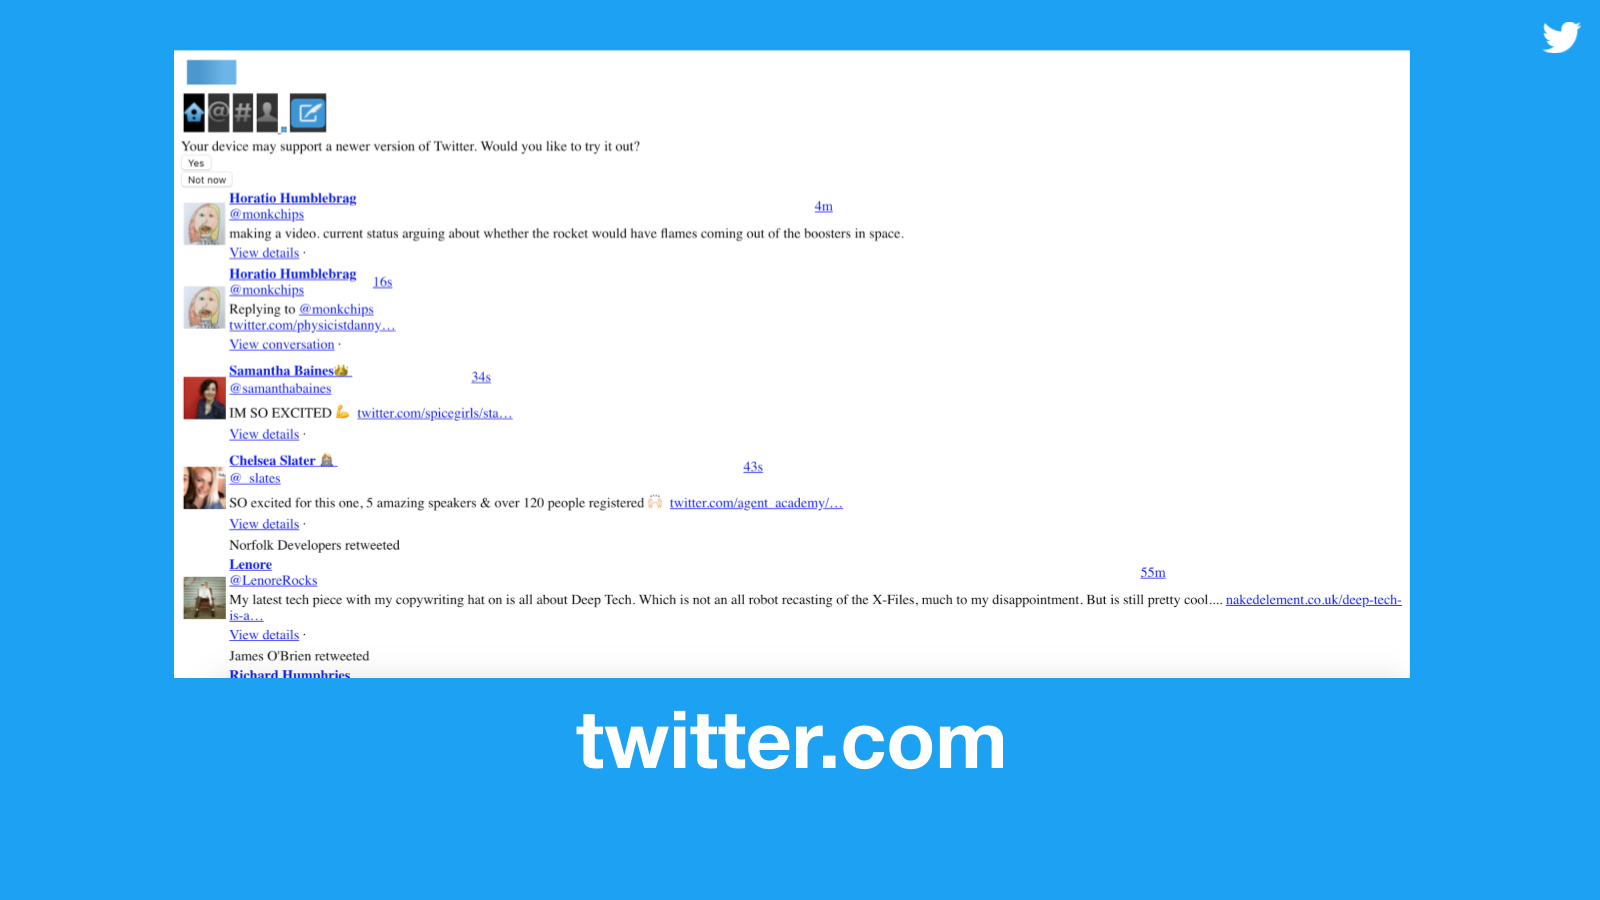 @ #
Your device may support a newer version of Twitter. Would you like to try it out?
Yes
Not now
Horatio Humblebrag
@monkchips
4m
making a video. current status arguing about whether the rocket would have flames coming out of the boosters in space.
View details ·
Horatio Humblebrag
@monkchips
16s
Replying to @monkchips
twitter.com/physicistdanny…
View conversation ·
Samantha Baines👑
@samanthabaines
34s
IM SO EXCITED 💪 twitter.com/spicegirls/sta…
View details ·
Chelsea Slater
@_slates
43s
SO excited for this one, 5 amazing speakers & over 120 people registered 🙌🏻 twitter.com/agent_academy/…
View details ·
Norfolk Developers retweeted
Lenore
@LenoreRocks
55m
My latest tech piece with my copywriting hat on is all about Deep Tech. Which is not an all robot recasting of the X-Files, much to my disappointment. But is still pretty cool.... nakedelement.co.uk/deep-tech-
is-a…
View details ·
James O'Brien retweeted
Richard Humphries
twitter.com